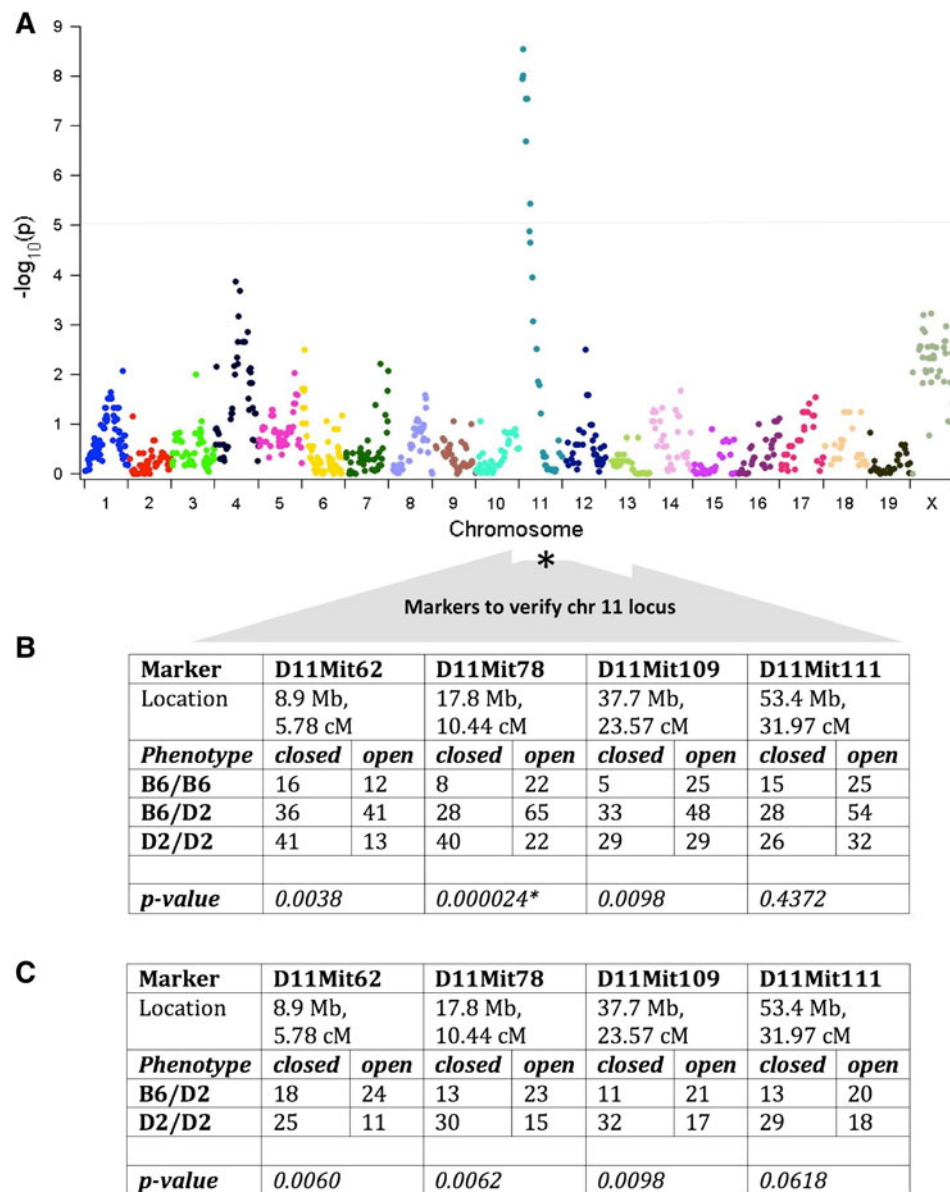 A
9
8
7
6
5
4
3
2
1
0
-log10(p)
1 2 3 4 5 6 7 8 9 10 11 12 13 14 15 16 17 18 19 X
Chromosome
*
Markers to verify chr 11 locus
B
Marker D11Mit62 D11Mit78 D11Mit109 D11Mit111
Location 8.9 Mb, 17.8 Mb, 37.7 Mb, 53.4 Mb,
5.78 cM 10.44 cM 23.57 cM 31.97 cM
Phenotype closed open closed open closed open closed open
B6/B6 16 12 8 22 5 25 15 25
B6/D2 36 41 28 65 33 48 28 54
D2/D2 41 13 40 22 29 29 26 32
p-value 0.0038 0.000024* 0.0098 0.4372
C
Marker D11Mit62 D11Mit78 D11Mit109 D11Mit111
Location 8.9 Mb, 17.8 Mb, 37.7 Mb, 53.4 Mb,
5.78 cM 10.44 cM 23.57 cM 31.97 cM
Phenotype closed open closed open closed open closed open
B6/D2 18 24 13 23 11 21 13 20
D2/D2 25 11 30 15 32 17 29 18
p-value 0.0060 0.0062 0.0098 0.0618